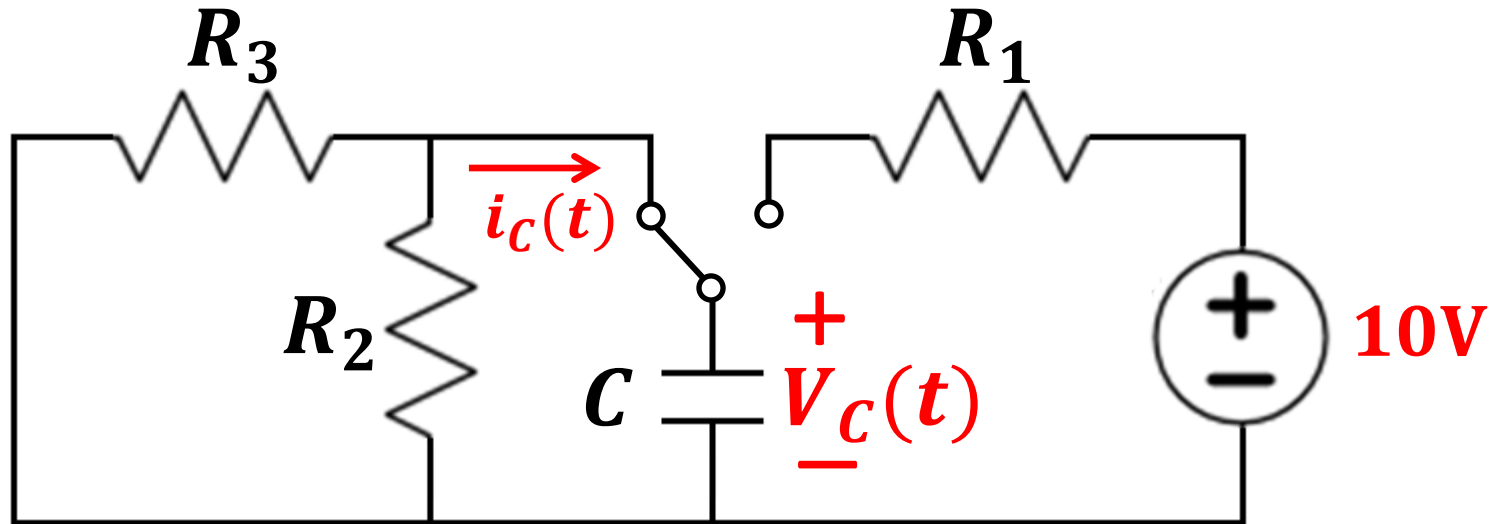 R3
R1
iC(t)
R2
C
+
VC(t)
−
+
−
10V